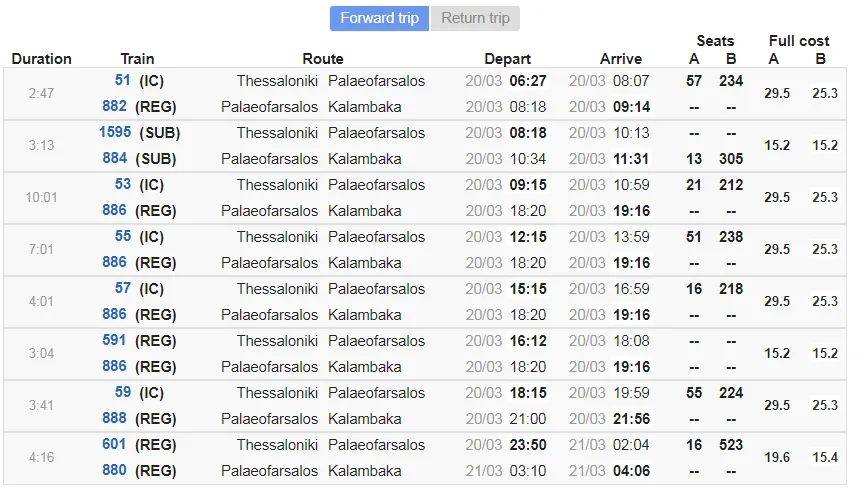 Forward trip Return trip
Seats Full cost
Duration Train Route Depart Arrive A B A B
51 (IC) Thessaloniki Palaeofarsalos 20/03 06:27 20/03 08:07 57 234
2:47 29.5 25.3
882 (REG) Palaeofarsalos Kalambaka 20/03 08:18 20/03 09:14 -- --
1595 (SUB) Thessaloniki Palaeofarsalos 20/03 08:18 20/03 10:13 -- --
3:13 15.2 15.2
884 (SUB) Palaeofarsalos Kalambaka 20/03 10:34 20/03 11:31 13 305
53 (IC) Thessaloniki Palaeofarsalos 20/03 09:15 20/03 10:59 21 212
10:01 29.5 25.3
886 (REG) Palaeofarsalos Kalambaka 20/03 18:20 20/03 19:16 -- --
55 (IC) Thessaloniki Palaeofarsalos 20/03 12:15 20/03 13:59 51 238
7:01 29.5 25.3
886 (REG) Palaeofarsalos Kalambaka 20/03 18:20 20/03 19:16 -- --
57 (IC) Thessaloniki Palaeofarsalos 20/03 15:15 20/03 16:59 16 218
4:01 29.5 25.3
886 (REG) Palaeofarsalos Kalambaka 20/03 18:20 20/03 19:16 -- --
591 (REG) Thessaloniki Palaeofarsalos 20/03 16:12 20/03 18:08 -- --
3:04 15.2 15.2
886 (REG) Palaeofarsalos Kalambaka 20/03 18:20 20/03 19:16 -- --
59 (IC) Thessaloniki Palaeofarsalos 20/03 18:15 20/03 19:59 55 224
3:41 29.5 25.3
888 (REG) Palaeofarsalos Kalambaka 20/03 21:00 20/03 21:56 -- --
601 (REG) Thessaloniki Palaeofarsalos 20/03 23:50 21/03 02:04 16 523
4:16 19.6 15.4
880 (REG) Palaeofarsalos Kalambaka 21/03 03:10 21/03 04:06 -- --